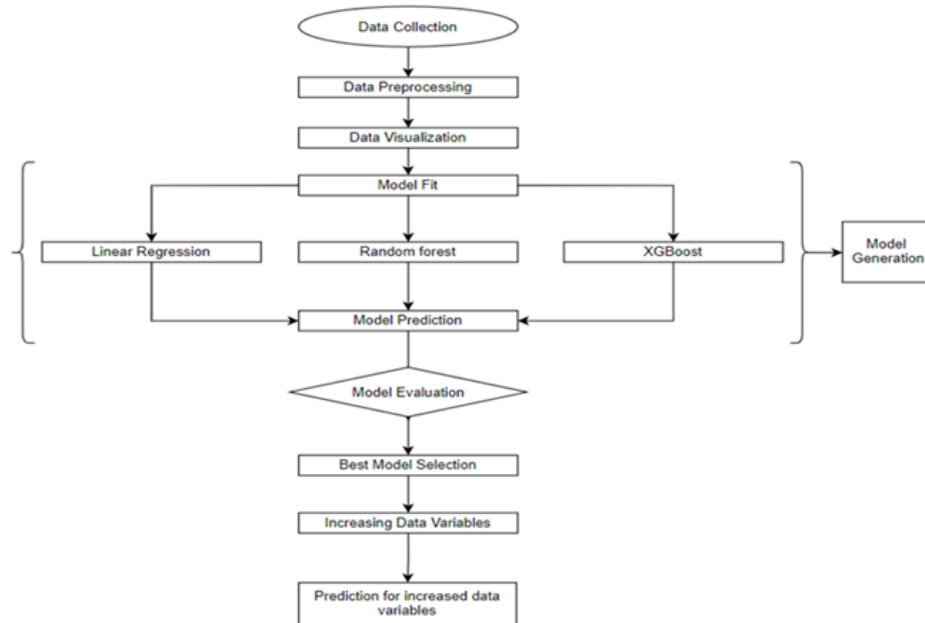 Data Collection
Data Preprocessing
Data Visualization
Model Fit
Linear Regression
Random forest
XGBoost
Model
Generation
Model Prediction
Model Evaluation
Best Model Selection
Increasing Data Variables
Prediction for increased data
variables